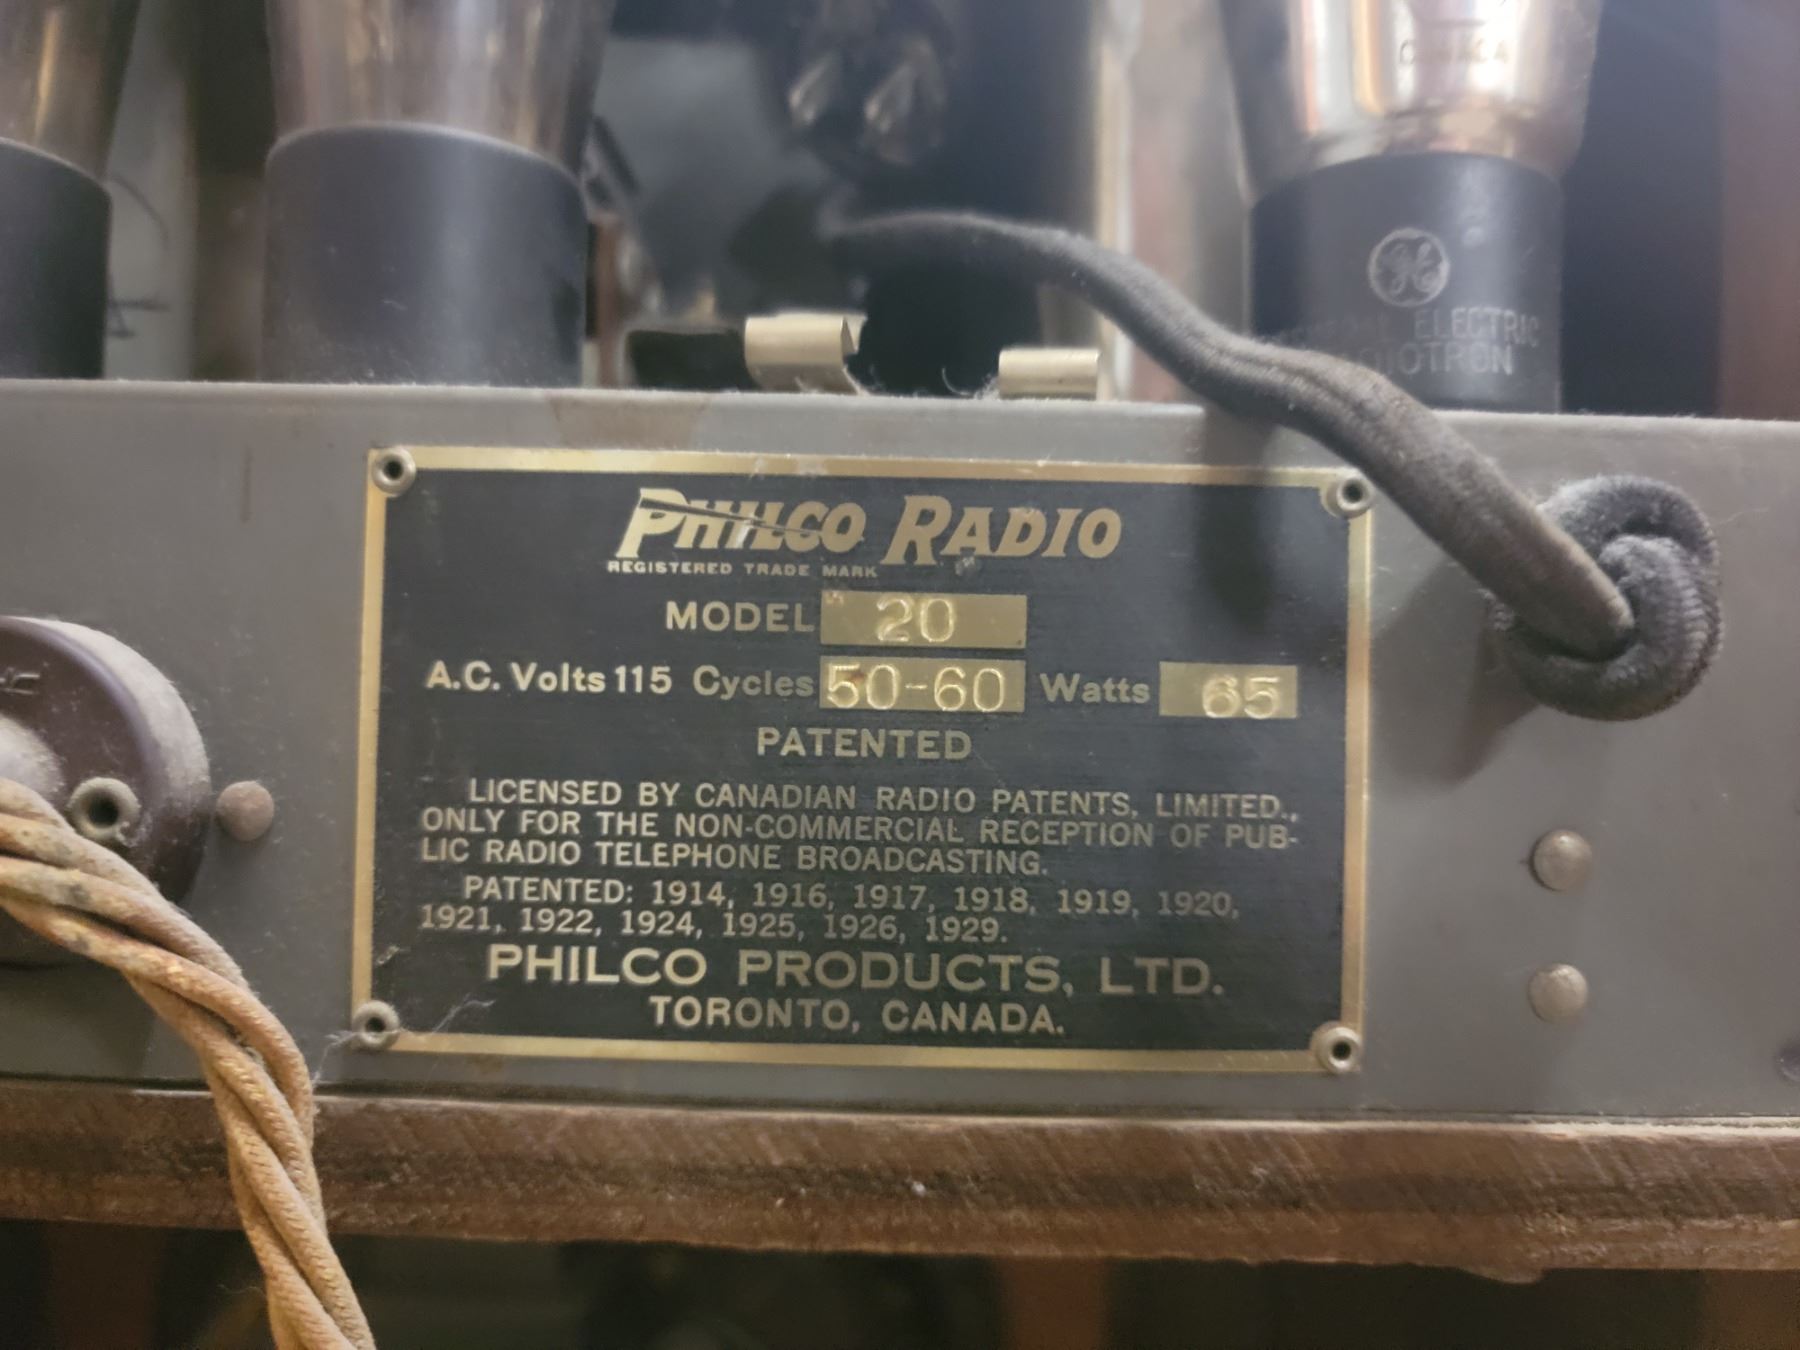 CANADA
GE
ELECTRIC
PHILCO RADIO
REGISTERED TRADE MARK
MODEL 20
A.C. Volts 115 Cycles 50-60 Watts 65
PATENTED
LICENSED BY CANADIAN RADIO PATENTS, LIMITED.,
ONLY FOR THE NON-COMMERCIAL RECEPTION OF PUB-
LIC RADIO TELEPHONE BROADCASTING.
PATENTED: 1914, 1916, 1917, 1918, 1919, 1920,
1921, 1922, 1924, 1925, 1926, 1929.
PHILCO PRODUCTS, LTD.
TORONTO, CANADA.